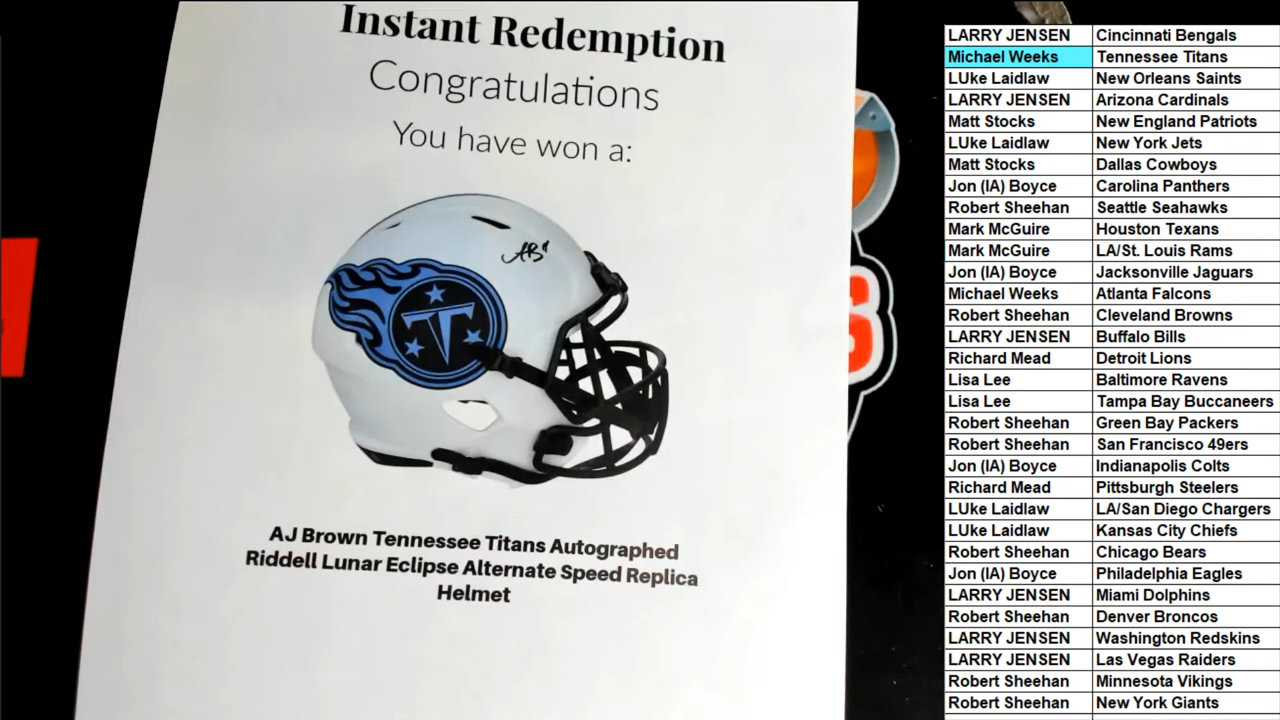 Instant Redemption
Congratulations
You have won a:
AB
T
AJ Brown Tennessee Titans Autographed
Riddell Lunar Eclipse Alternate Speed Replica
Helmet
LARRY JENSEN Cincinnati Bengals
Michael Weeks Tennessee Titans
LUke Laidlaw New Orleans Saints
LARRY JENSEN Arizona Cardinals
Matt Stocks New England Patriots
LUke Laidlaw New York Jets
Matt Stocks Dallas Cowboys
Jon (IA) Boyce Carolina Panthers
Robert Sheehan Seattle Seahawks
Mark McGuire Houston Texans
Mark McGuire LA/St. Louis Rams
Jon (IA) Boyce Jacksonville Jaguars
Michael Weeks Atlanta Falcons
Robert Sheehan Cleveland Browns
LARRY JENSEN Buffalo Bills
Richard Mead Detroit Lions
Lisa Lee Baltimore Ravens
Lisa Lee Tampa Bay Buccaneers
Robert Sheehan Green Bay Packers
Robert Sheehan San Francisco 49ers
Jon (IA) Boyce Indianapolis Colts
Richard Mead Pittsburgh Steelers
LUke Laidlaw LA/San Diego Chargers
LUke Laidlaw Kansas City Chiefs
Robert Sheehan Chicago Bears
Jon (IA) Boyce Philadelphia Eagles
LARRY JENSEN Miami Dolphins
Robert Sheehan Denver Broncos
LARRY JENSEN Washington Redskins
LARRY JENSEN Las Vegas Raiders
Robert Sheehan Minnesota Vikings
Robert Sheehan New York Giants